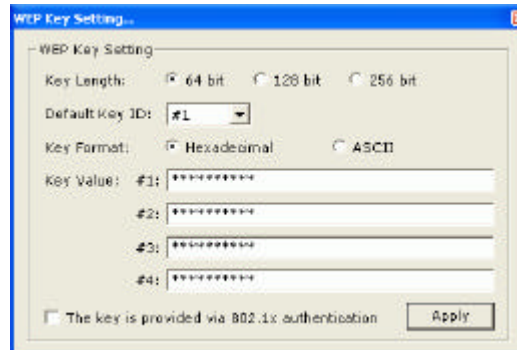 WEP Key Setting...
WEP Key Setting
Key Length: 64 bit 128 bit 256 bit
Default Key ID: #1
Key Format: Hexadecimal ASCII
Key Value: #1: **********
#2: **********
#3: **********
#4: **********
The key is provided via 802.1x authentication Apply